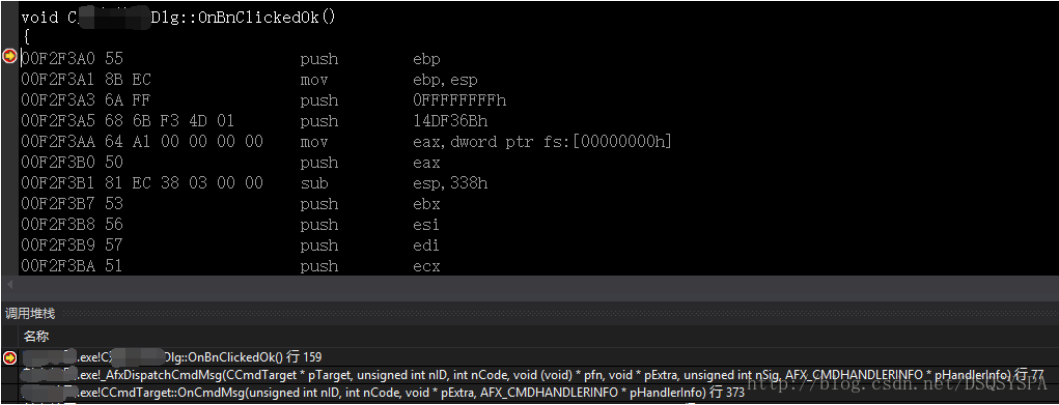 void C Dlg::OnBnClickedOk()
{
00F2F3A0 55 push ebp
00F2F3A1 8B EC mov ebp,esp
00F2F3A3 6A FF push 0FFFFFFFFh
00F2F3A5 68 6B F3 4D 01 push 14DF36Bh
00F2F3AA 64 A1 00 00 00 00 mov eax,dword ptr fs:[00000000h]
00F2F3B0 50 push eax
00F2F3B1 81 EC 38 03 00 00 sub esp,338h
00F2F3B7 53 push ebx
00F2F3B8 56 push esi
00F2F3B9 57 push edi
00F2F3BA 51 push ecx
调用堆栈
名称
.exe!C Dlg::OnBnClickedOk() 行 159
.exe!_AfxDispatchCmdMsg(CCmdTarget * pTarget, unsigned int nID, int nCode, void (void) * pfn, void * pExtra, unsigned int nSig, AFX_CMDHANDLERINFO * pHandlerInfo) 行 77
.exe!CCmdTarget::OnCmdMsg(unsigned int nID, int nCode, void * pExtra, AFX_CMDHANDLERINFO * pHandlerInfo) 行 373
http://blog.csdn.net/DSQSYSPA